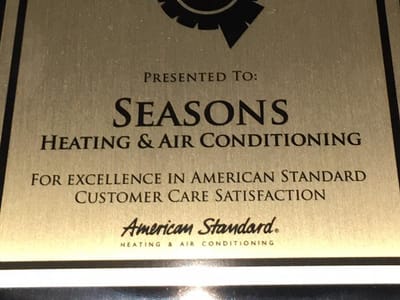 PRESENTED TO:
SEASONS
HEATING & AIR CONDITIONING
FOR EXCELLENCE IN AMERICAN STANDARD
CUSTOMER CARE SATISFACTION
American Standard®
HEATING & AIR CONDITIONING